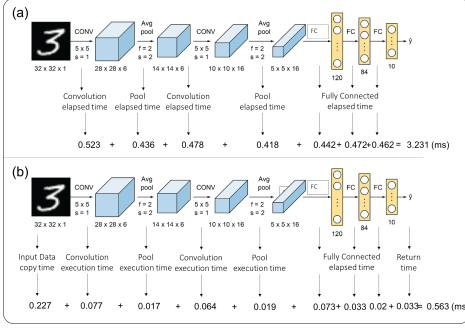 (a)
CONV
5 x 5
s = 1
Avg
pool
f = 2
s = 2
CONV
5 x 5
s = 1
Avg
pool
f = 2
s = 2
FC
FC
FC
ŷ
32 x 32 x 1
28 x 28 x 6
14 x 14 x 6
10 x 10 x 16
5 x 5 x 16
120
84
10
Convolution
elapsed time
Pool
elapsed time
Convolution
elapsed time
Pool
elapsed time
Fully Connected
elapsed time
0.523 + 0.436 + 0.478 + 0.418 + 0.442+ 0.472+0.462 = 3.231 (ms)
(b)
CONV
5 x 5
s = 1
Avg
pool
f = 2
s = 2
CONV
5 x 5
s = 1
Avg
pool
f = 2
s = 2
FC
FC
FC
ŷ
32 x 32 x 1
28 x 28 x 6
14 x 14 x 6
10 x 10 x 16
5 x 5 x 16
120
84
10
Input Data
copy time
Convolution
execution time
Pool
execution time
Convolution
execution time
Pool
execution time
Fully Connected
elapsed time
Return
time
0.227 + 0.077 + 0.017 + 0.064 + 0.019 + 0.073+ 0.033 0.02 + 0.033= 0.563 (ms